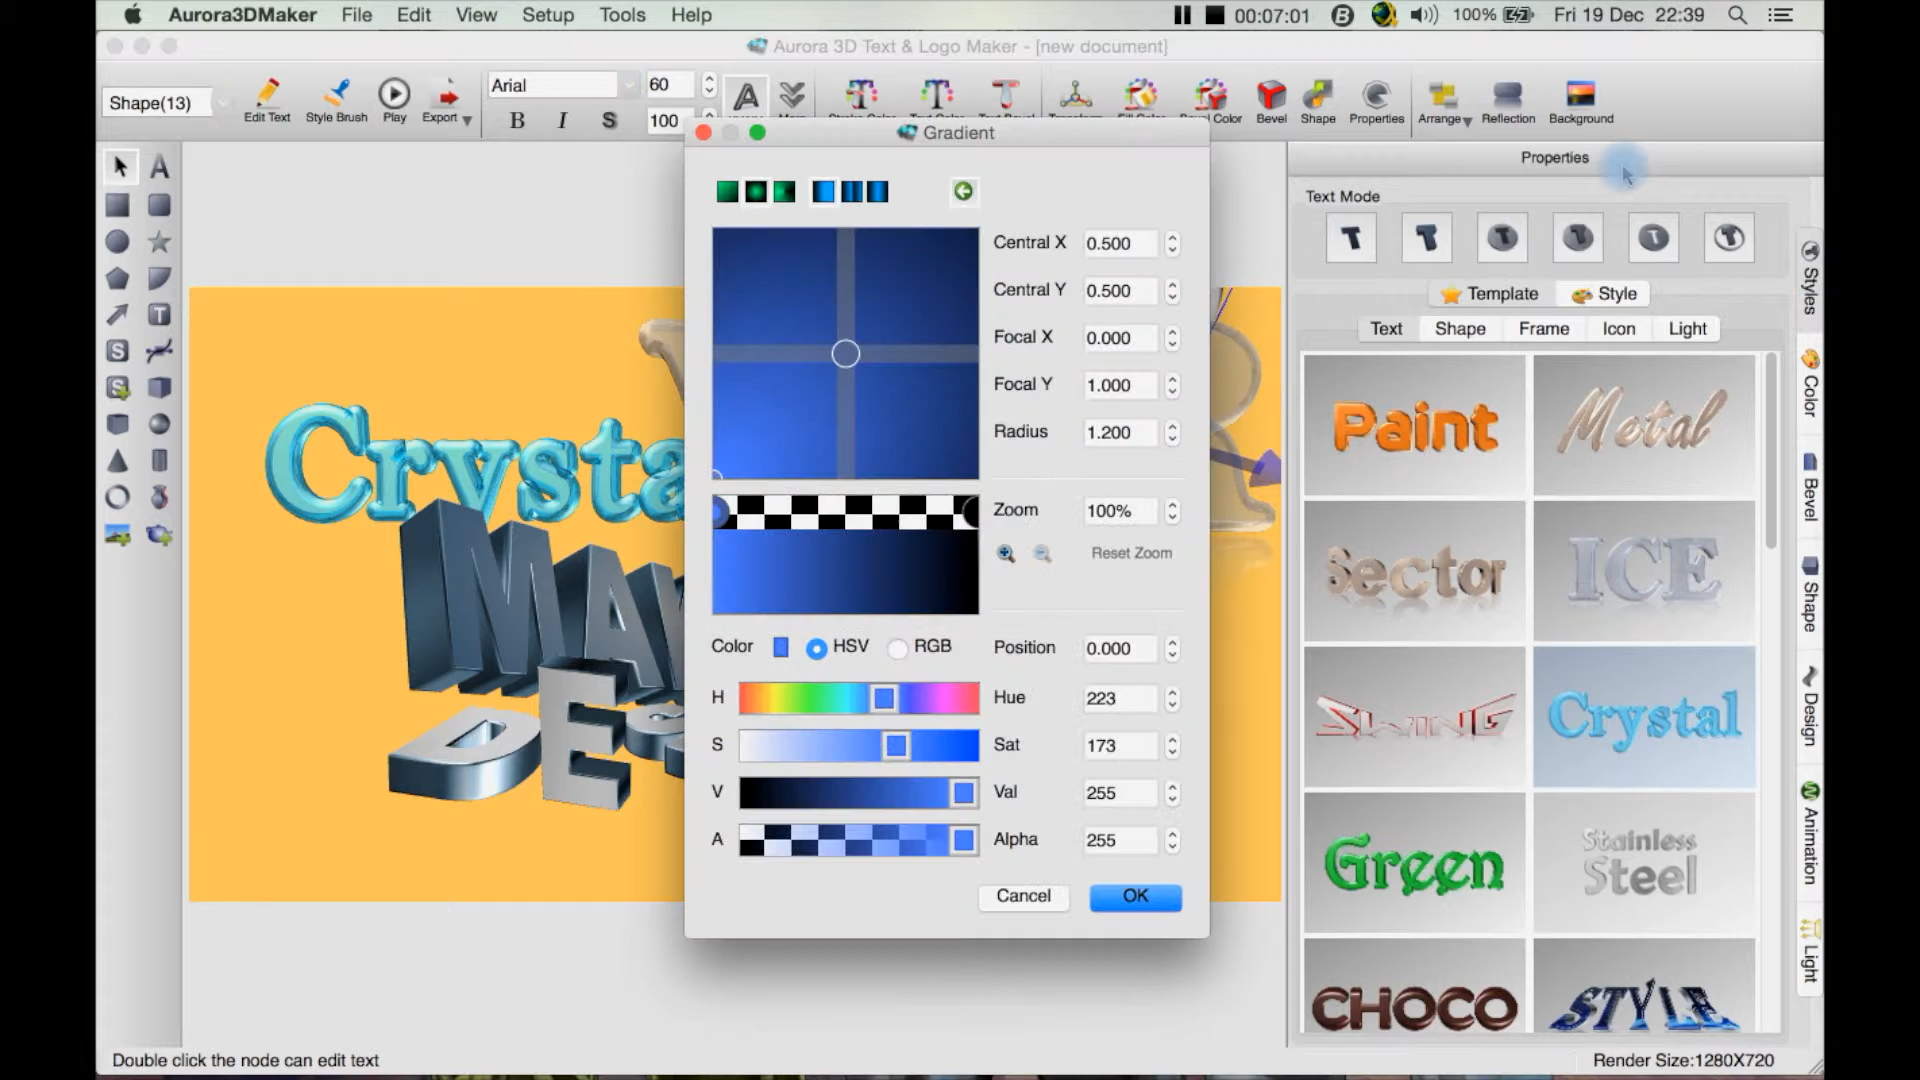 Aurora3DMaker File Edit View Setup Tools Help 00:07:01 100% Fri 19 Dec 22:39
Aurora 3D Text & Logo Maker - [new document]
Shape(13) Edit Text Style Brush Play Export Arial 60
B I S 100
Bevel Shape Properties Arrange Reflection Background
Gradient
Central X 0.500
Central Y 0.500
Focal X 0.000
Focal Y 1.000
Radius 1.200
Zoom 100%
Reset Zoom
Color HSV RGB Position 0.000
H Hue 223
S Sat 173
V Val 255
A Alpha 255
Cancel OK
Properties
Text Mode
Template Style
Text Shape Frame Icon Light
Paint Metal
Sector ICE
SWING Crystal
Green Stainless Steel
CHOCO STYLE
Styles
Color
Bevel
Shape
Design
Animation
Light
Double click the node can edit text Render Size:1280X720